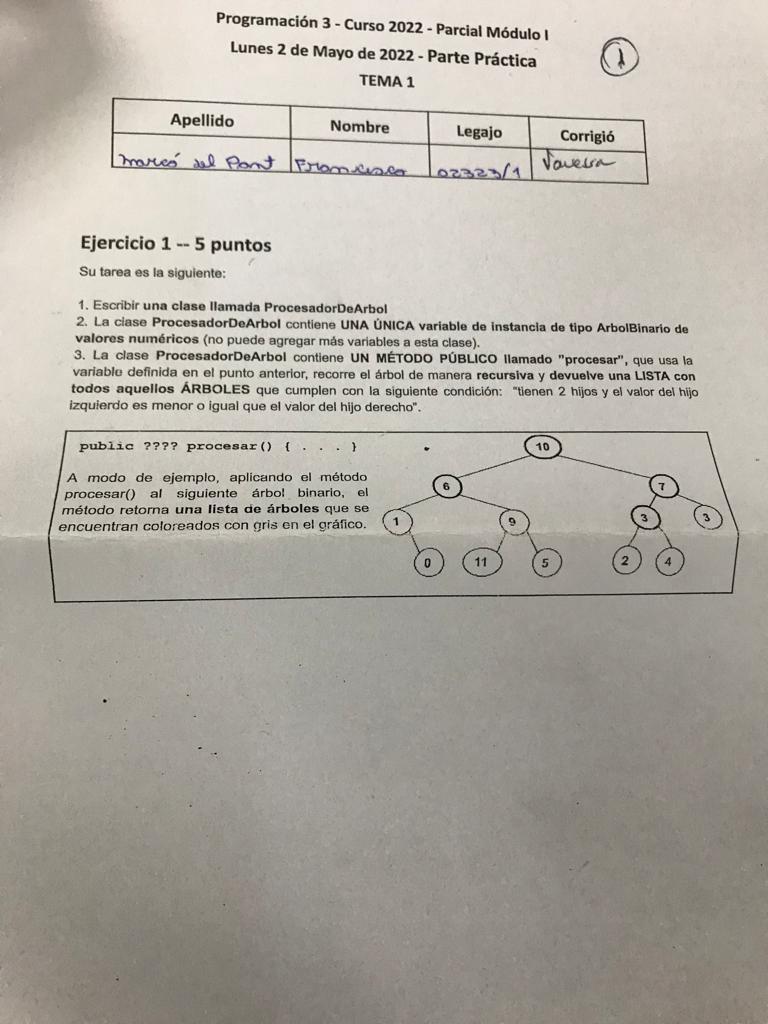 Programación 3 - Curso 2022 - Parcial Módulo I
Lunes 2 de Mayo de 2022 - Parte Práctica
1
TEMA 1
Apellido Nombre Legajo Corrigió
Marcó del Pont Francisco 02323/1
Ejercicio 1 -- 5 puntos
Su tarea es la siguiente:
1. Escribir una clase llamada ProcesadorDeArbol
2. La clase ProcesadorDeArbol contiene UNA ÚNICA variable de instancia de tipo ArbolBinario de
valores numéricos (no puede agregar más variables a esta clase).
3. La clase ProcesadorDeArbol contiene UN MÉTODO PÚBLICO llamado "procesar", que usa la
variable definida en el punto anterior, recorre el árbol de manera recursiva y devuelve una LISTA con
todos aquellos ÁRBOLES que cumplen con la siguiente condición: "tienen 2 hijos y el valor del hijo
izquierdo es menor o igual que el valor del hijo derecho".
public ???? procesar() { . . . }
A modo de ejemplo, aplicando el método
procesar() al siguiente árbol binario, el
método retorna una lista de árboles que se
encuentran coloreados con gris en el gráfico.
10
6 7
1 9 3 3
0 11 5 2 4